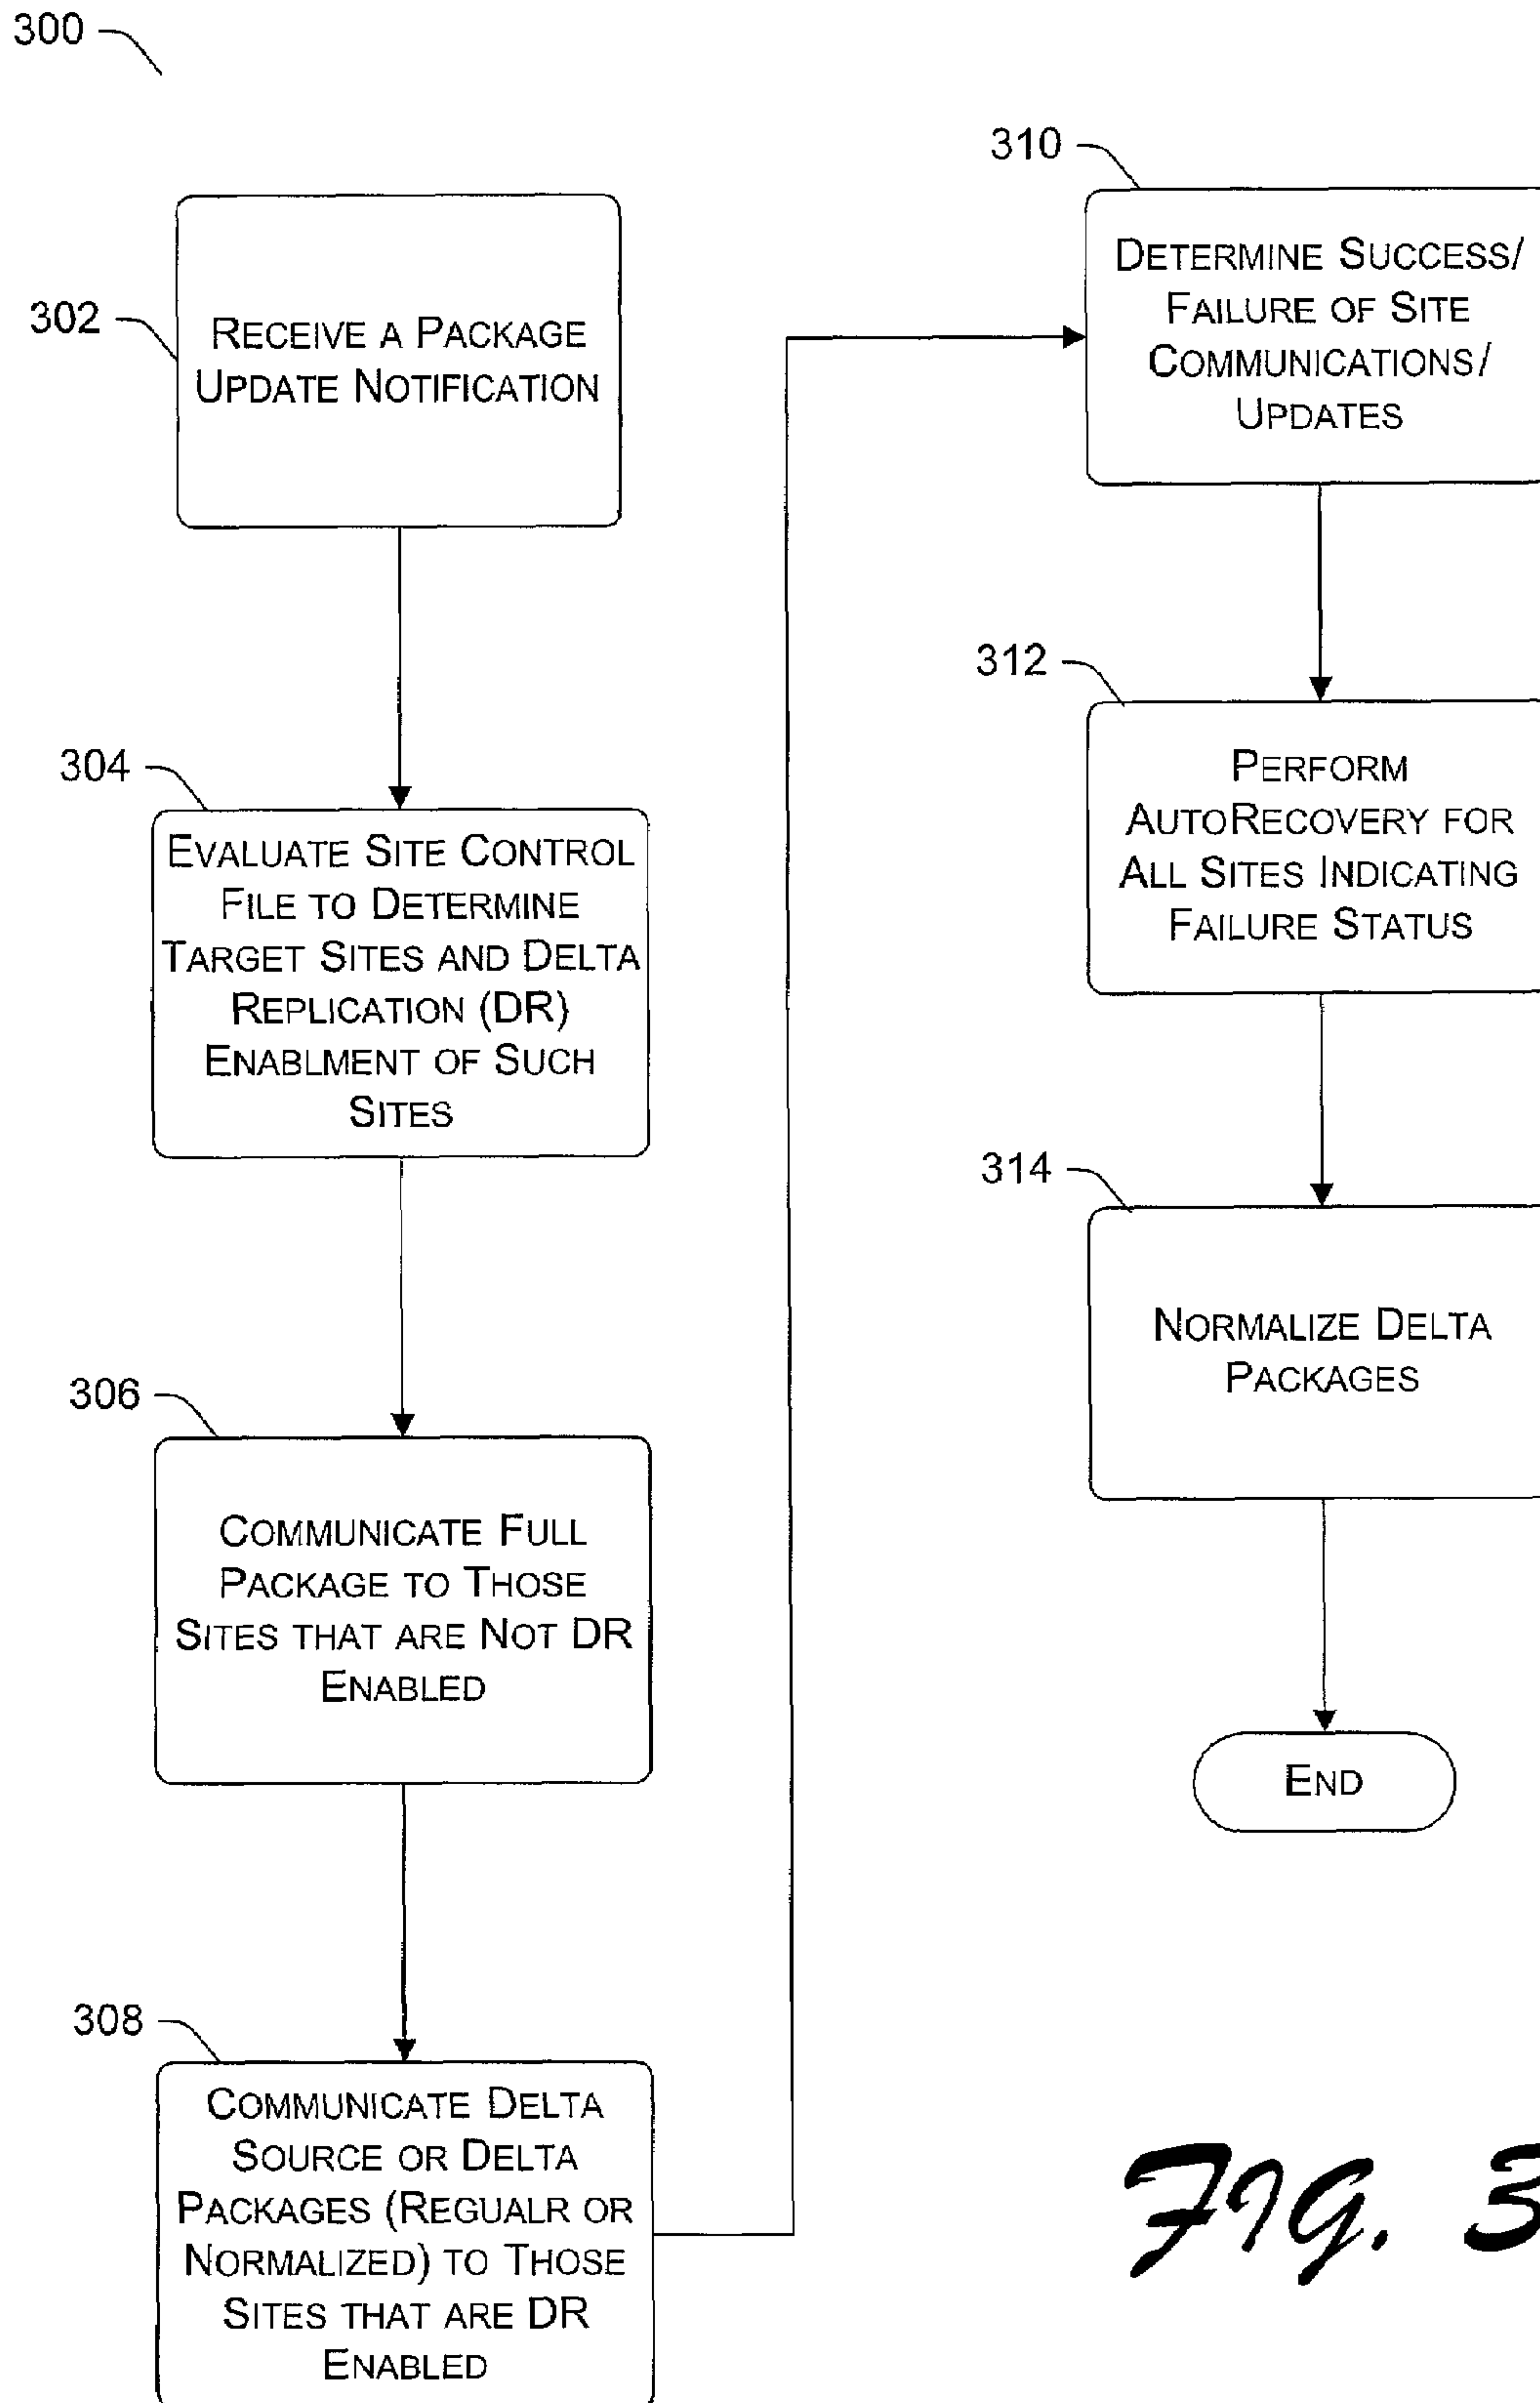 300
302
RECEIVE A PACKAGE
UPDATE NOTIFICATION
304
EVALUATE SITE CONTROL
FILE TO DETERMINE
TARGET SITES AND DELTA
REPLICATION (DR)
ENABLMENT OF SUCH
SITES
306
COMMUNICATE FULL
PACKAGE TO THOSE
SITES THAT ARE NOT DR
ENABLED
308
COMMUNICATE DELTA
SOURCE OR DELTA
PACKAGES (REGUALR OR
NORMALIZED) TO THOSE
SITES THAT ARE DR
ENABLED
310
DETERMINE SUCCESS/
FAILURE OF SITE
COMMUNICATIONS/
UPDATES
312
PERFORM
AUTORECOVERY FOR
ALL SITES INDICATING
FAILURE STATUS
314
NORMALIZE DELTA
PACKAGES
END
FIG. 3